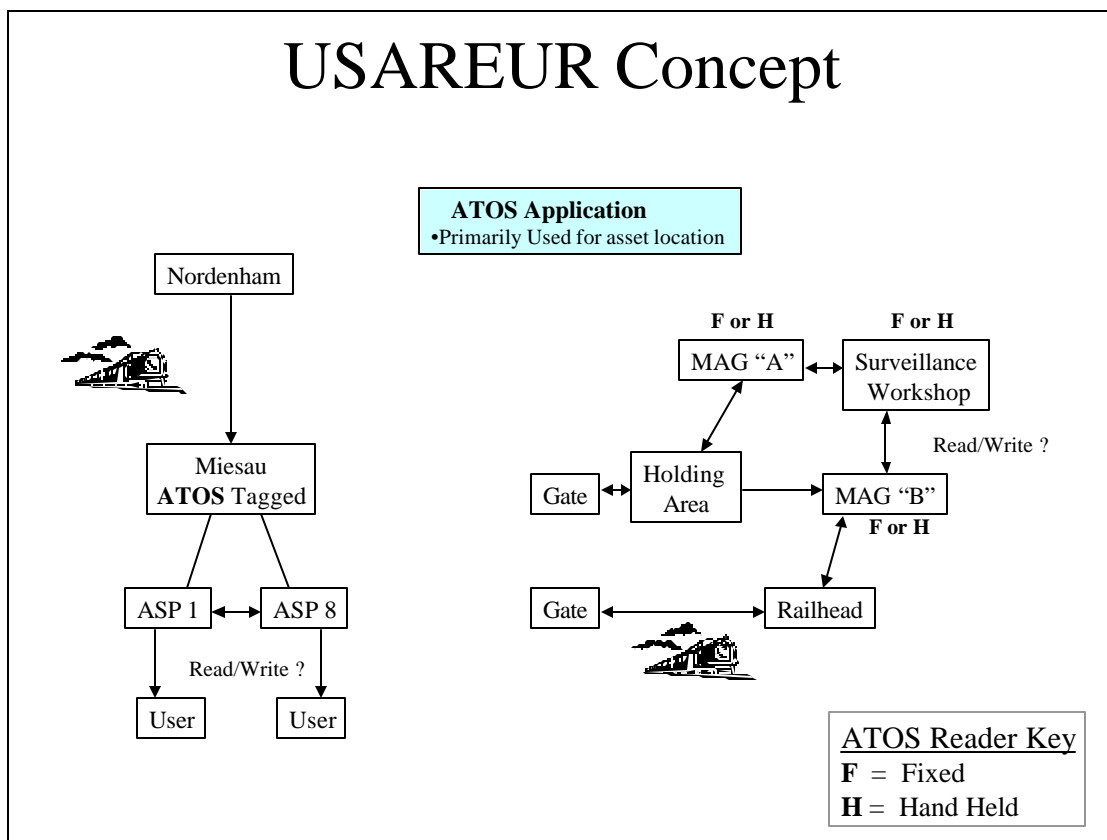 USAREUR Concept
ATOS Application
•Primarily Used for asset location
Nordenham
Miesau
ATOS Tagged
ASP 1
ASP 8
Read/Write ?
User
User
F or H
F or H
MAG “A”
Surveillance
Workshop
Read/Write ?
Gate
Holding
Area
MAG “B”
F or H
Gate
Railhead
ATOS Reader Key
F = Fixed
H = Hand Held